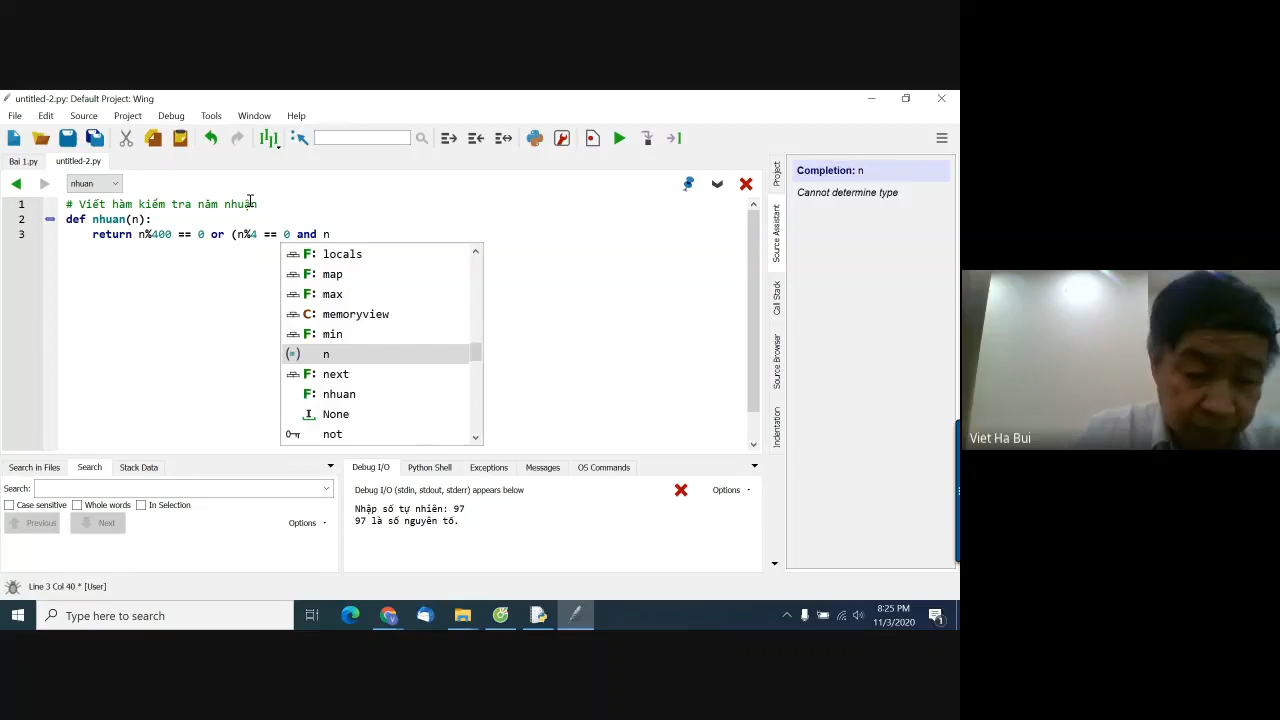 untitled-2.py: Default Project: Wing
File Edit Source Project Debug Tools Window Help
Bai 1.py untitled-2.py
nhuan
1 # Viết hàm kiểm tra năm nhuận
2 def nhuan(n):
3 return n%400 == 0 or (n%4 == 0 and n
F: locals
F: map
F: max
C: memoryview
F: min
n
F: next
F: nhuan
I None
not
Project
Source Assistant
Call Stack
Source Browser
Indentation
Completion: n
Cannot determine type
Search in Files Search Stack Data
Search:
Case sensitive Whole words In Selection
Previous Next Options
Debug I/O Python Shell Exceptions Messages OS Commands
Debug I/O (stdin, stdout, stderr) appears below Options
Nhập số tự nhiên: 97
97 là số nguyên tố.
Line 3 Col 40 * [User]
Type here to search
8:25 PM
11/3/2020
1
Viet Ha Bui